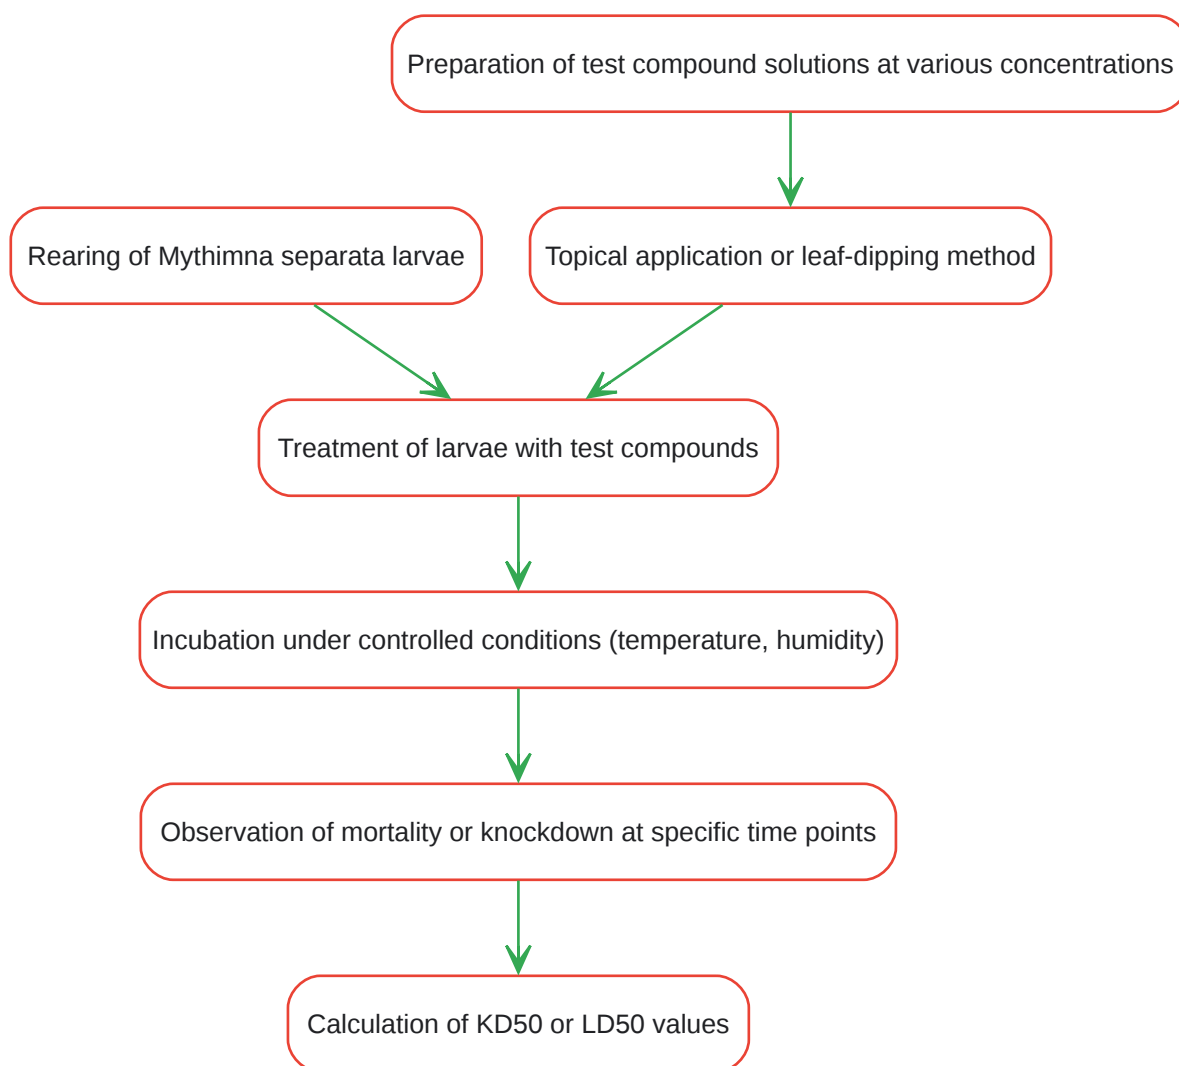 Preparation of test compound solutions at various concentrations
Rearing of Mythimna separata larvae
Topical application or leaf-dipping method
Treatment of larvae with test compounds
Incubation under controlled conditions (temperature, humidity)
Observation of mortality or knockdown at specific time points
Calculation of KD50 or LD50 values